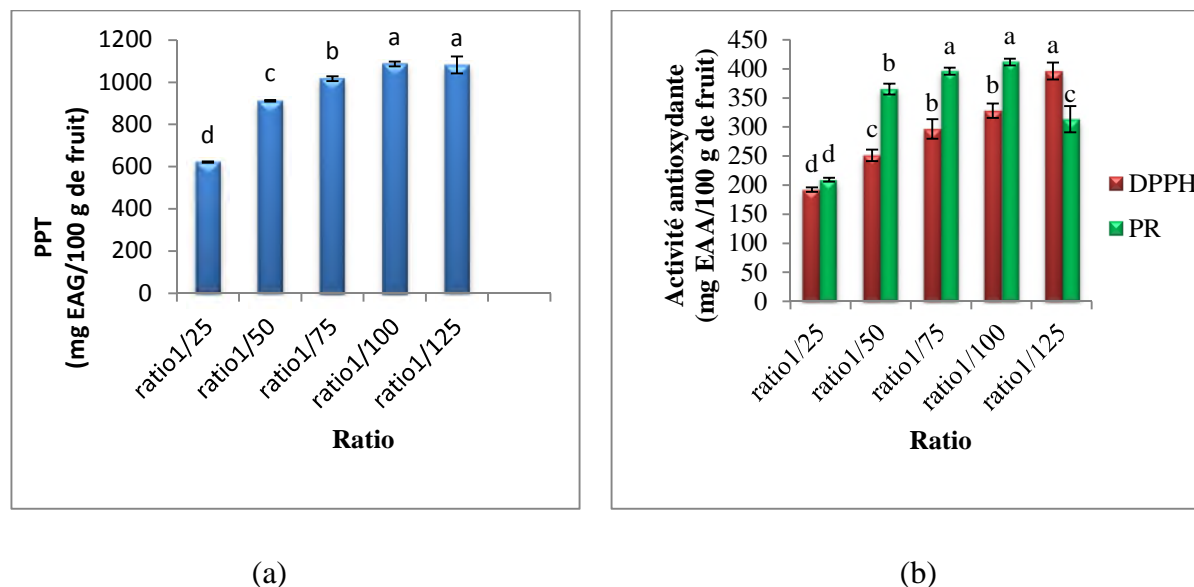 1200
1000
800
600
400
200
0
PPT
(mg EAG/100 g de fruit)
d
c
b
a
a
ratio1/25
ratio1/50
ratio1/75
ratio1/100
ratio1/125
Ratio
(a)
450
400
350
300
250
200
150
100
50
0
Activité antioxydante
(mg EAA/100 g de fruit)
d
d
c
b
b
a
b
a
a
c
ratio1/25
ratio1/50
ratio1/75
ratio1/100
ratio1/125
Ratio
DPPH
PR
(b)